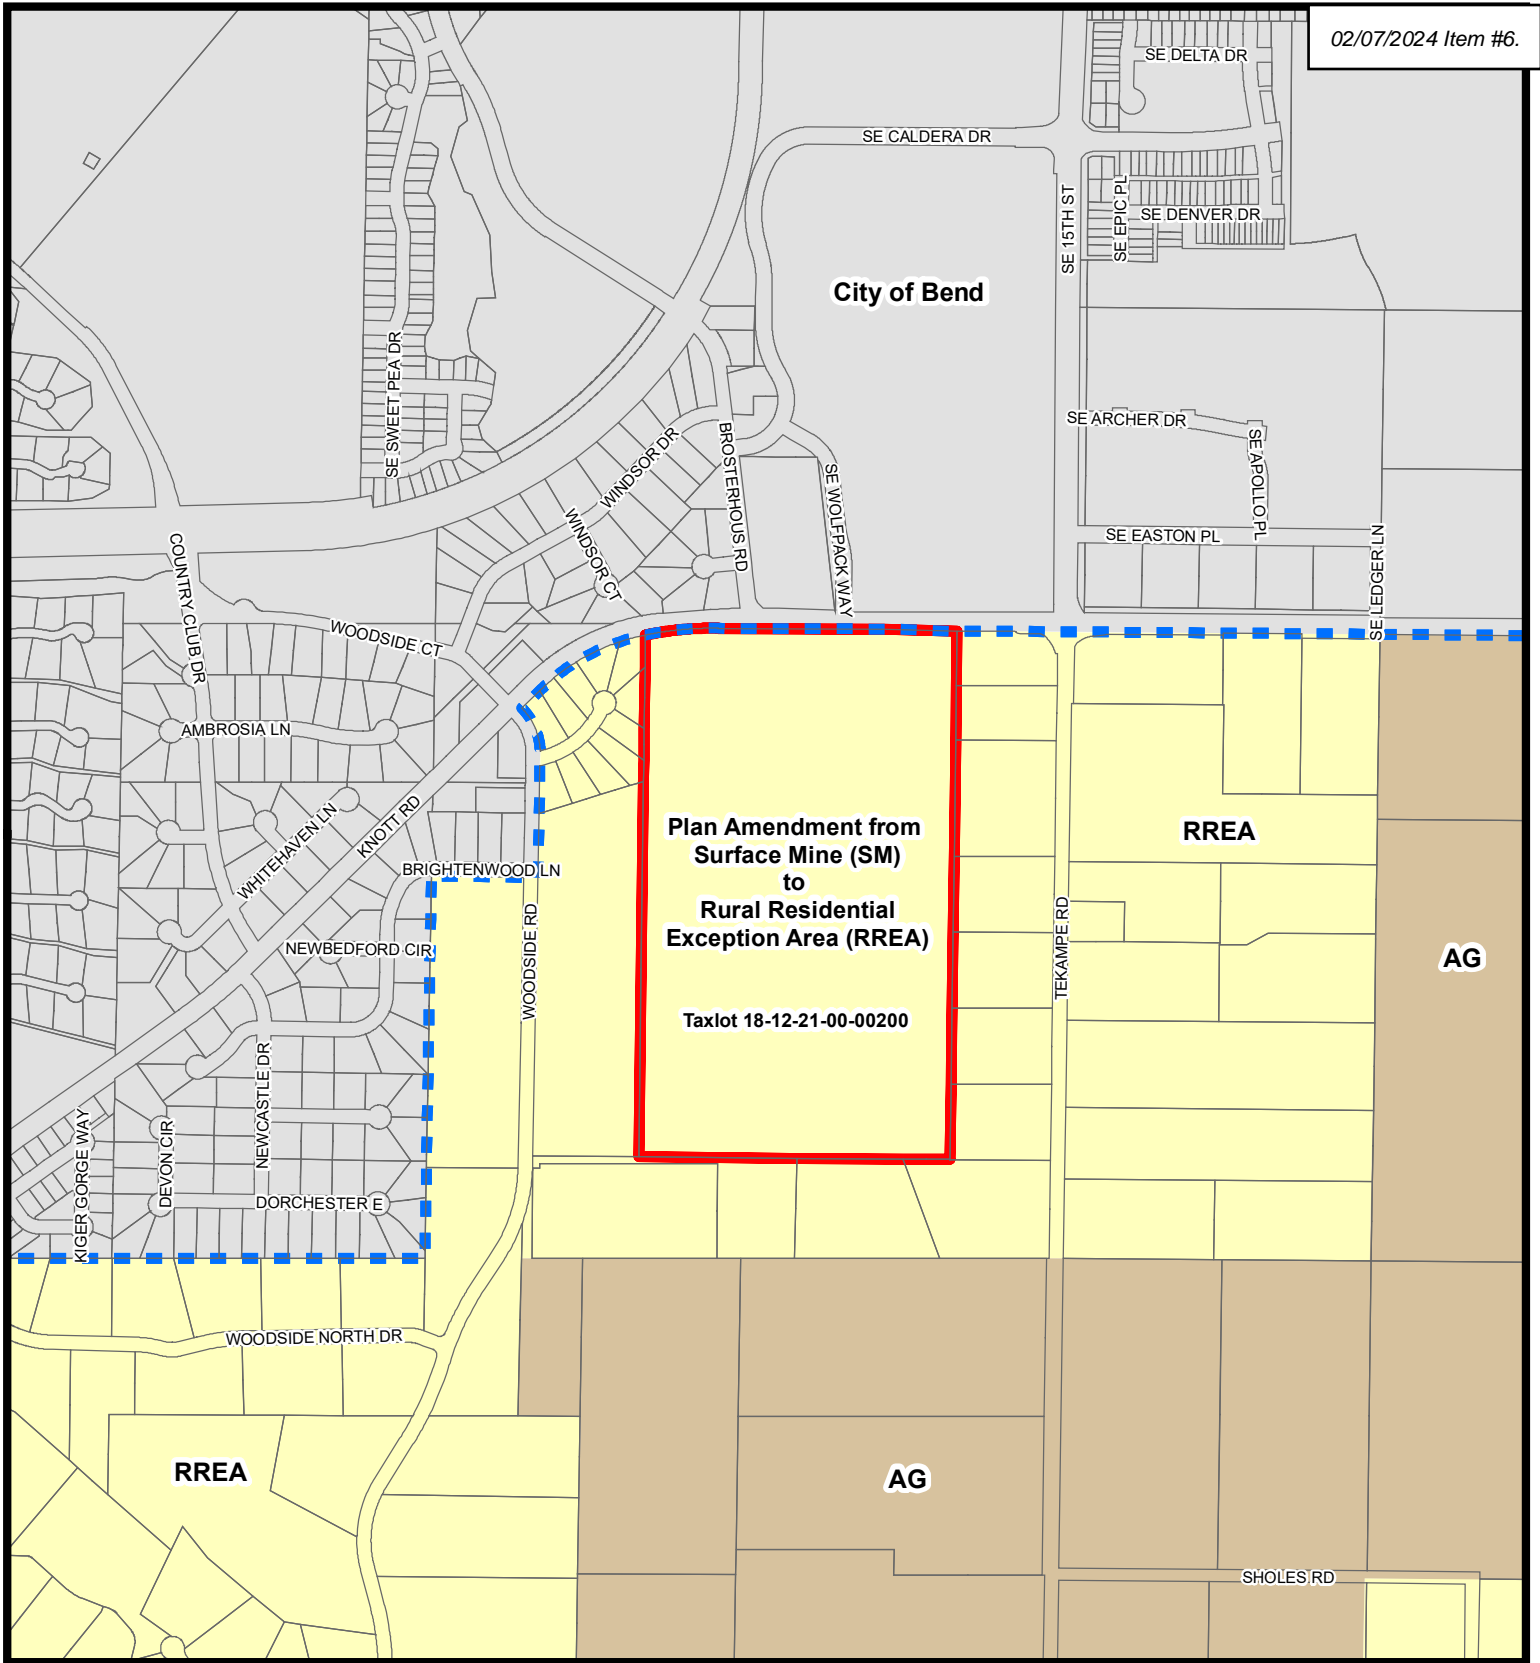 02/07/2024 Item #6.
SE DELTA DR
SE CALDERA DR
SE 15TH ST
SE EPIC PL
SE DENVER DR
City of Bend
SE SWEET PEA DR
SE ARCHER DR
SE APOLLO PL
WINDSOR DR
BROSTERHOUS RD
SE WOLFPACK WAY
WINDSOR CT
SE EASTON PL
SE LEDGER LN
COUNTRY CLUB DR
WOODSIDE CT
AMBROSIA LN
WHITEHAVEN LN
KNOTT RD
BRIGHTENWOOD LN
Plan Amendment from
Surface Mine (SM)
to
Rural Residential
Exception Area (RREA)
Taxlot 18-12-21-00-00200
RREA
NEWBEDFORD CIR
WOODSIDE RD
TEKAMPE RD
AG
KIGER GORGE WAY
DEVON CIR
NEWCASTLE DR
DORCHESTER E
WOODSIDE NORTH DR
RREA
AG
SHOLES RD